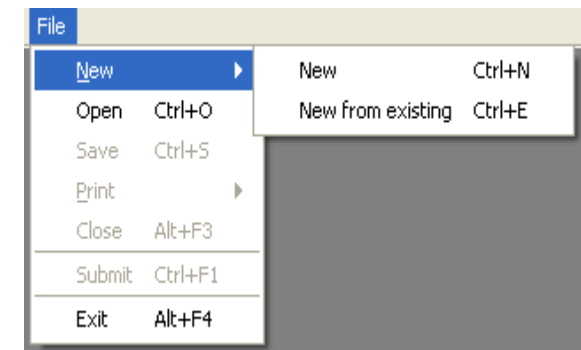 File
New
Open Ctrl+O
Save Ctrl+S
Print
Close Alt+F3
Submit Ctrl+F1
Exit Alt+F4
New Ctrl+N
New from existing Ctrl+E